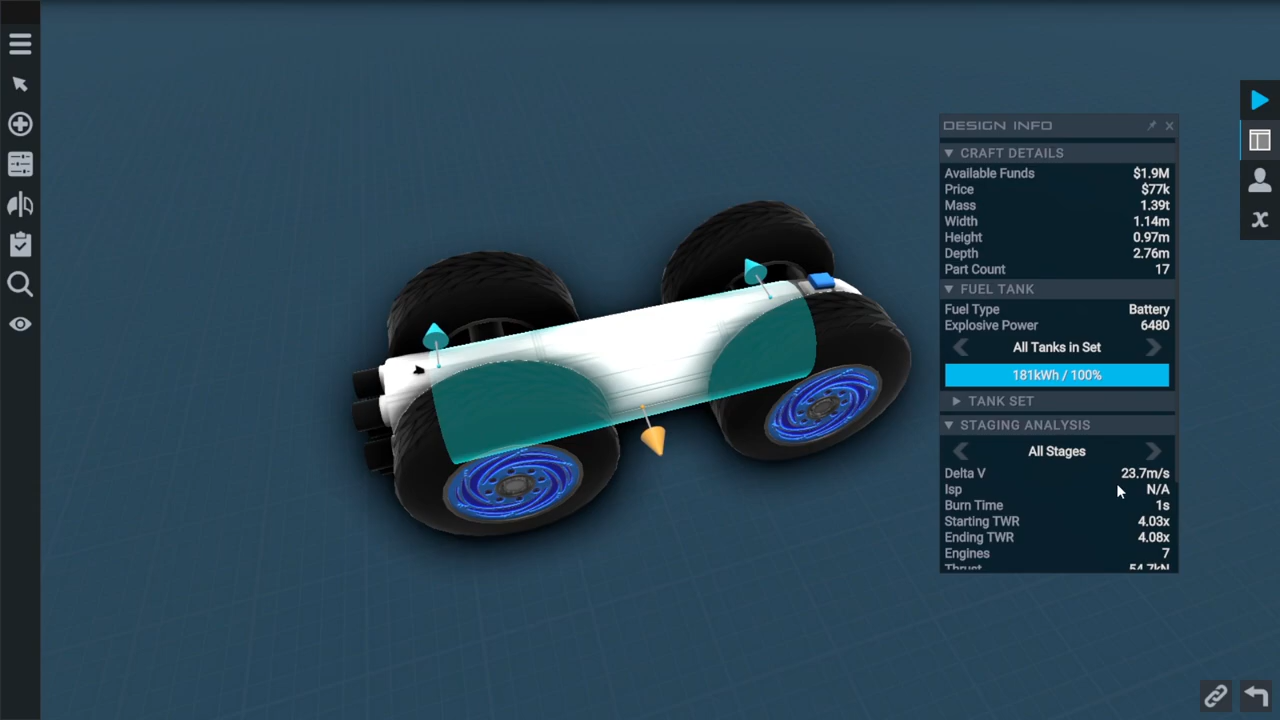 DESIGN INFO
CRAFT DETAILS
Available Funds $1.9M
Price $77k
Mass 1.39t
Width 1.14m
Height 0.97m
Depth 2.76m
Part Count 17
FUEL TANK
Fuel Type Battery
Explosive Power 6480
All Tanks in Set
181kWh / 100%
TANK SET
STAGING ANALYSIS
All Stages
Delta V 23.7m/s
Isp N/A
Burn Time 1s
Starting TWR 4.03x
Ending TWR 4.08x
Engines 7
Thrust 54.7kN